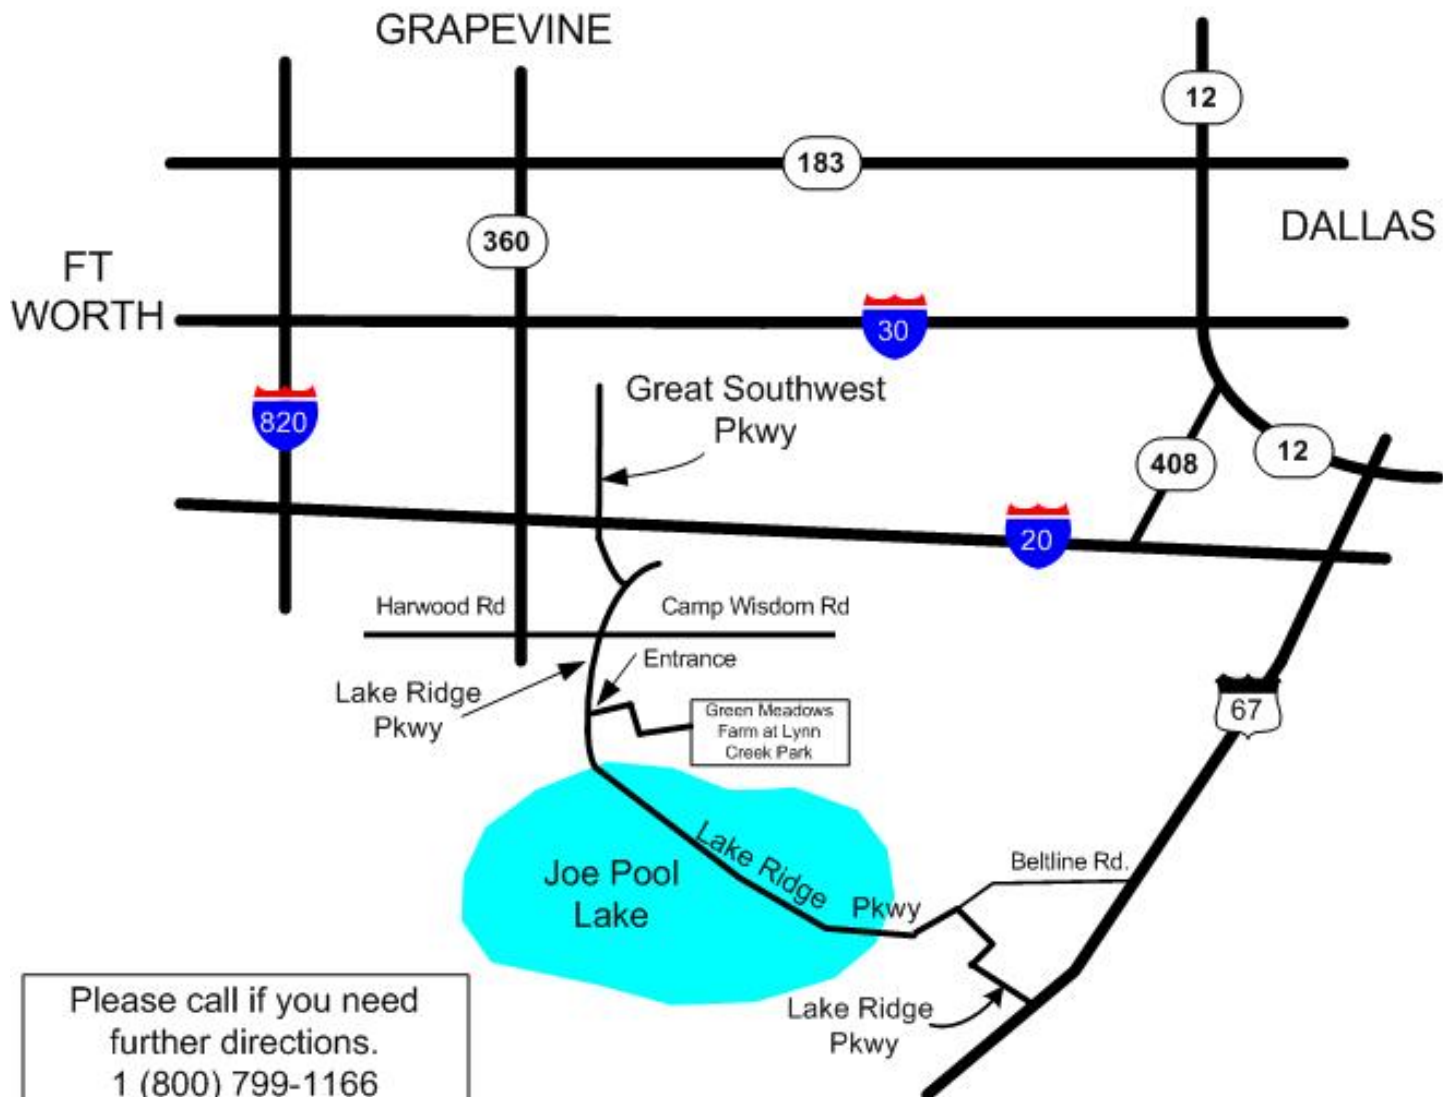 GRAPEVINE
12
183
DALLAS
360
FT
WORTH
30
Great Southwest
Pkwy
820
12
408
20
Harwood Rd
Camp Wisdom Rd
Entrance
Lake Ridge
Pkwy
Green Meadows
Farm at Lynn
Creek Park
67
Lake Ridge
Pkwy
Joe Pool
Lake
Beltline Rd.
Lake Ridge
Pkwy
Please call if you need
further directions.
1 (800) 799-1166